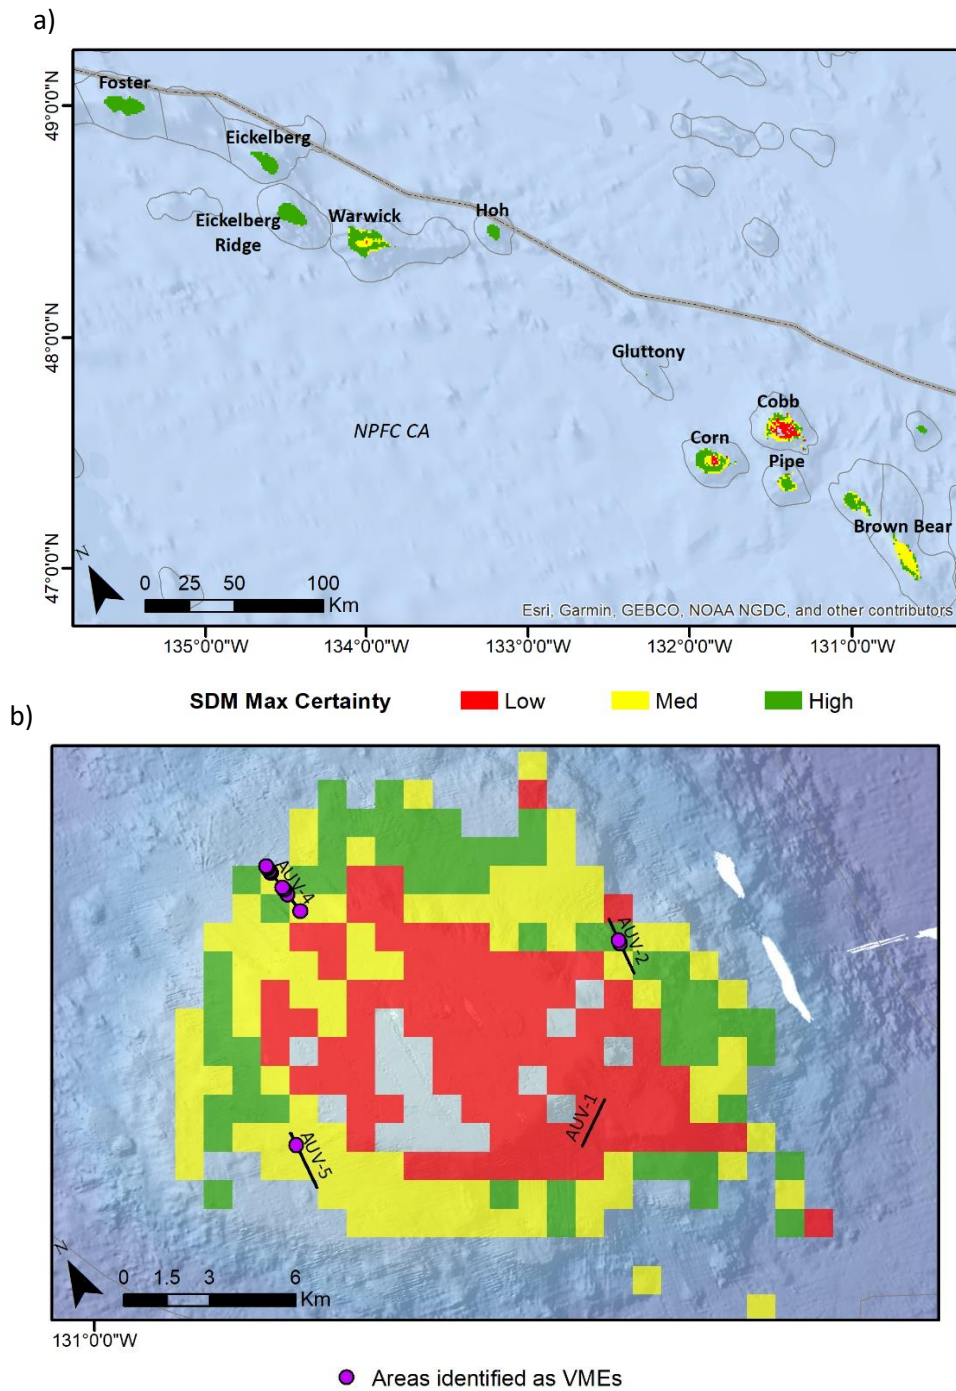 a)
49°0'0"N
48°0'0"N
47°0'0"N
Foster
Eickelberg
Eickelberg
Ridge
Warwick
Hoh
Gluttony
Cobb
NPFC CA
Corn
Pipe
Brown Bear
N
0 25 50 100
Km
Esri, Garmin, GEBCO, NOAA NGDC, and other contributors
135°0'0"W 134°0'0"W 133°0'0"W 132°0'0"W 131°0'0"W
SDM Max Certainty Low Med High
b)
AUV-4
AUV-2
AUV-1
AUV-5
N
0 1.5 3 6
Km
131°0'0"W
Areas identified as VMEs